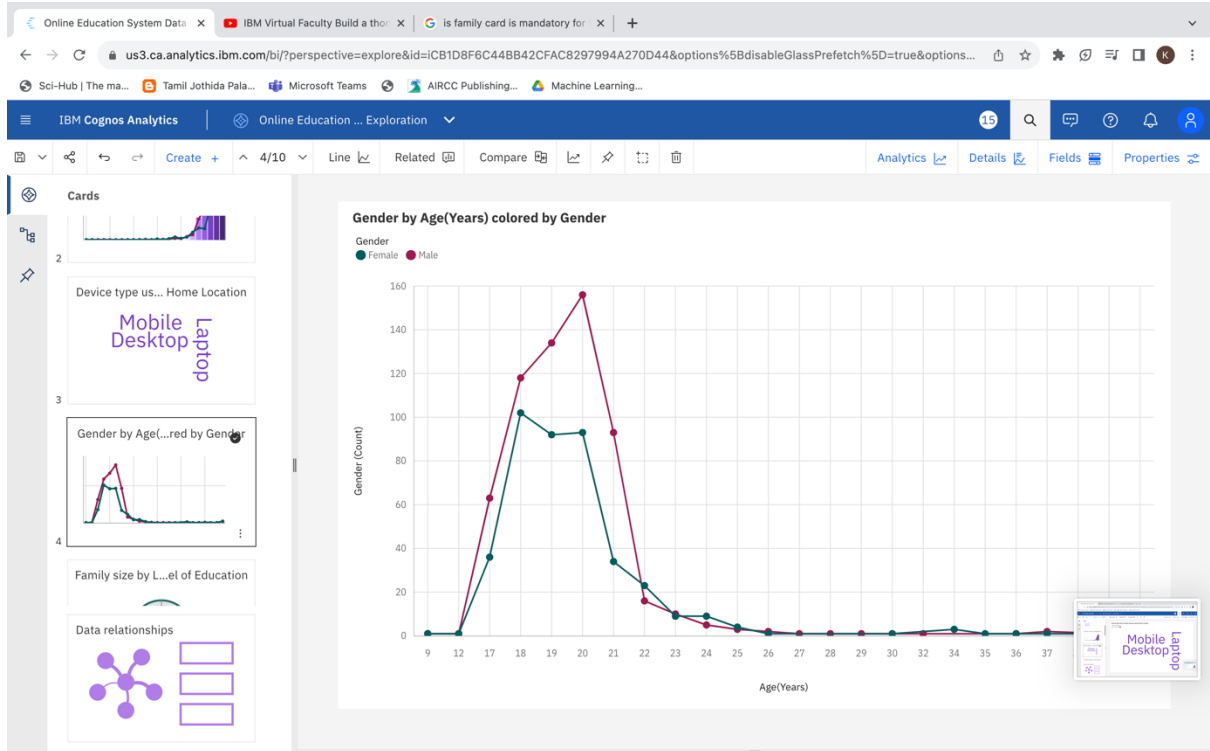 Online Education System Data
IBM Virtual Faculty Build a thor
is family card is mandatory for
us3.ca.analytics.ibm.com/bi/?perspective=explore&id=iCB1D8F6C44BB42CFAC8297994A270D44&options%5BdisableGlassPrefetch%5D=true&option...
K
Sci-Hub | The ma...
Tamil Jothida Pala...
Microsoft Teams
AIRCC Publishing...
Machine Learning...
IBM Cognos Analytics
Online Education ... Exploration
15
Create +
4/10
Line
Related
Compare
Analytics
Details
Fields
Properties
Cards
2
Device type us... Home Location
Mobile
Desktop
Laptop
3
Gender by Age(...red by Gender
4
Family size by L...el of Education
Data relationships
Gender by Age(Years) colored by Gender
Gender
Female Male
160
140
120
100
80
60
40
20
0
Gender (Count)
9 12 17 18 19 20 21 22 23 24 25 26 27 28 29 30 32 34 35 36 37
Age(Years)
Mobile
Desktop
Laptop